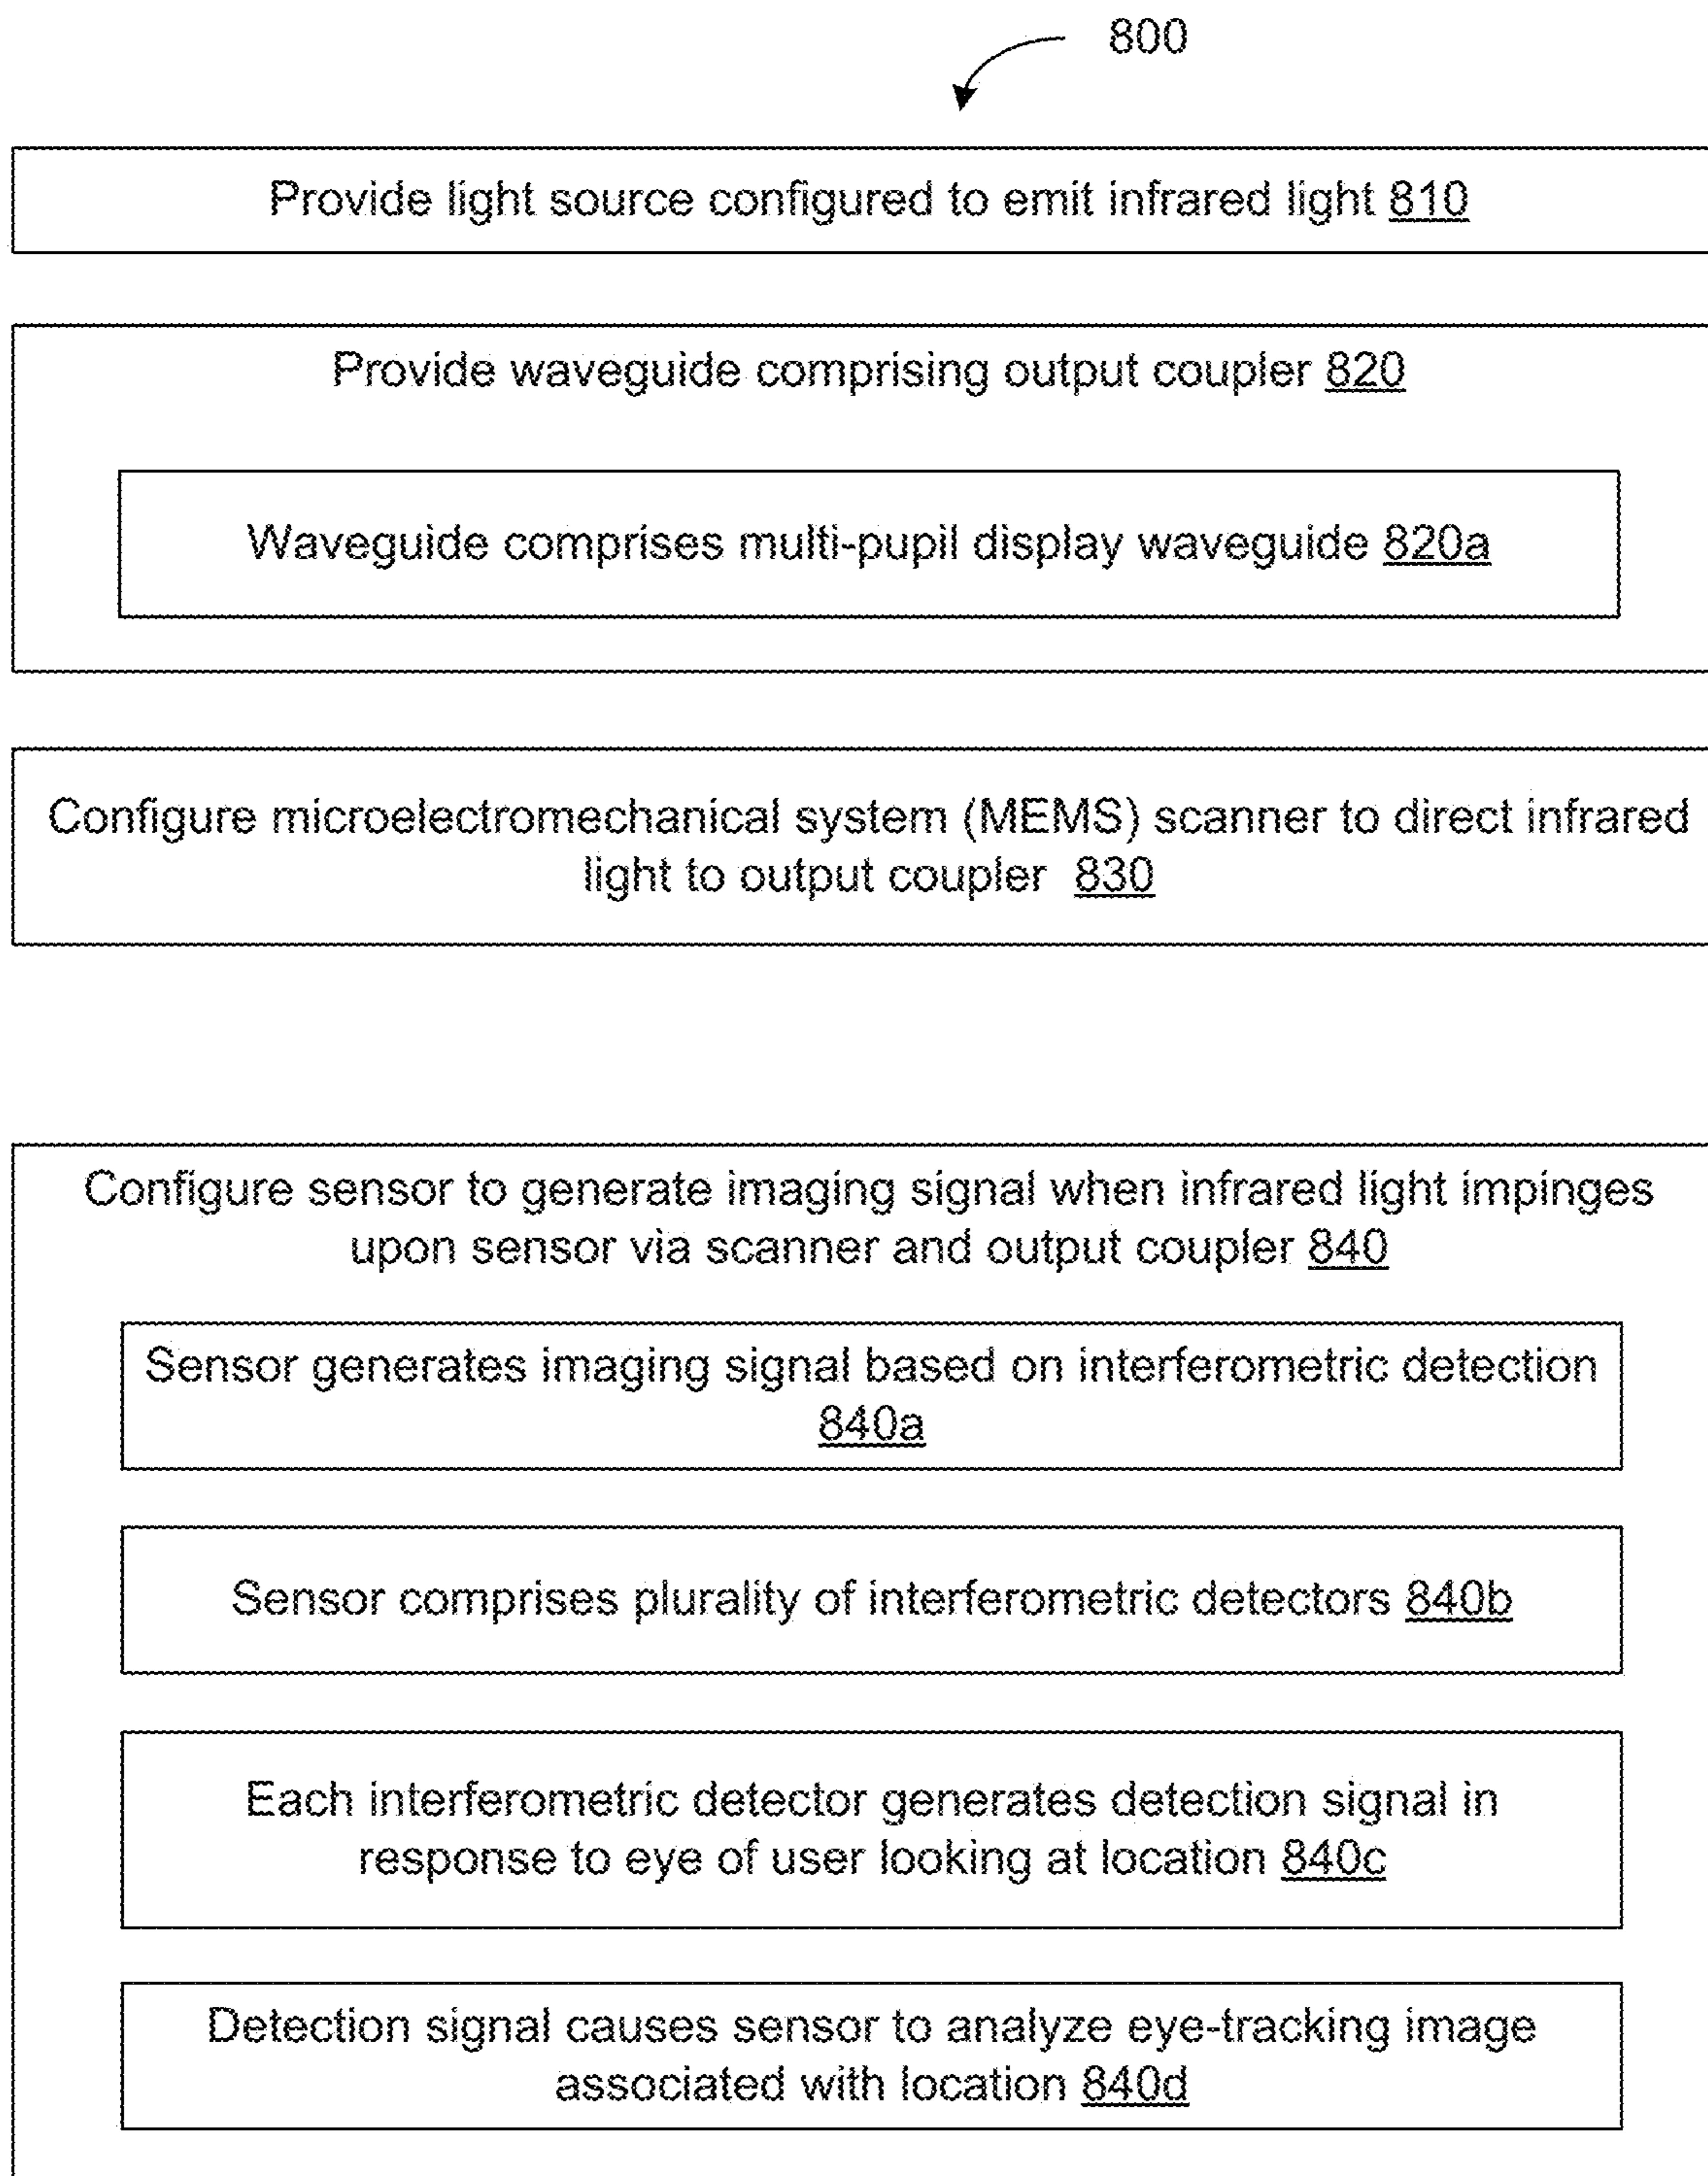 800
Provide light source configured to emit infrared light 810
Provide waveguide comprising output coupler 820
Waveguide comprises multi-pupil display waveguide 820a
Configure microelectromechanical system (MEMS) scanner to direct infrared
light to output coupler 830
Configure sensor to generate imaging signal when infrared light impinges
upon sensor via scanner and output coupler 840
Sensor generates imaging signal based on interferometric detection
840a
Sensor comprises plurality of interferometric detectors 840b
Each interferometric detector generates detection signal in
response to eye of user looking at location 840c
Detection signal causes sensor to analyze eye-tracking image
associated with location 840d